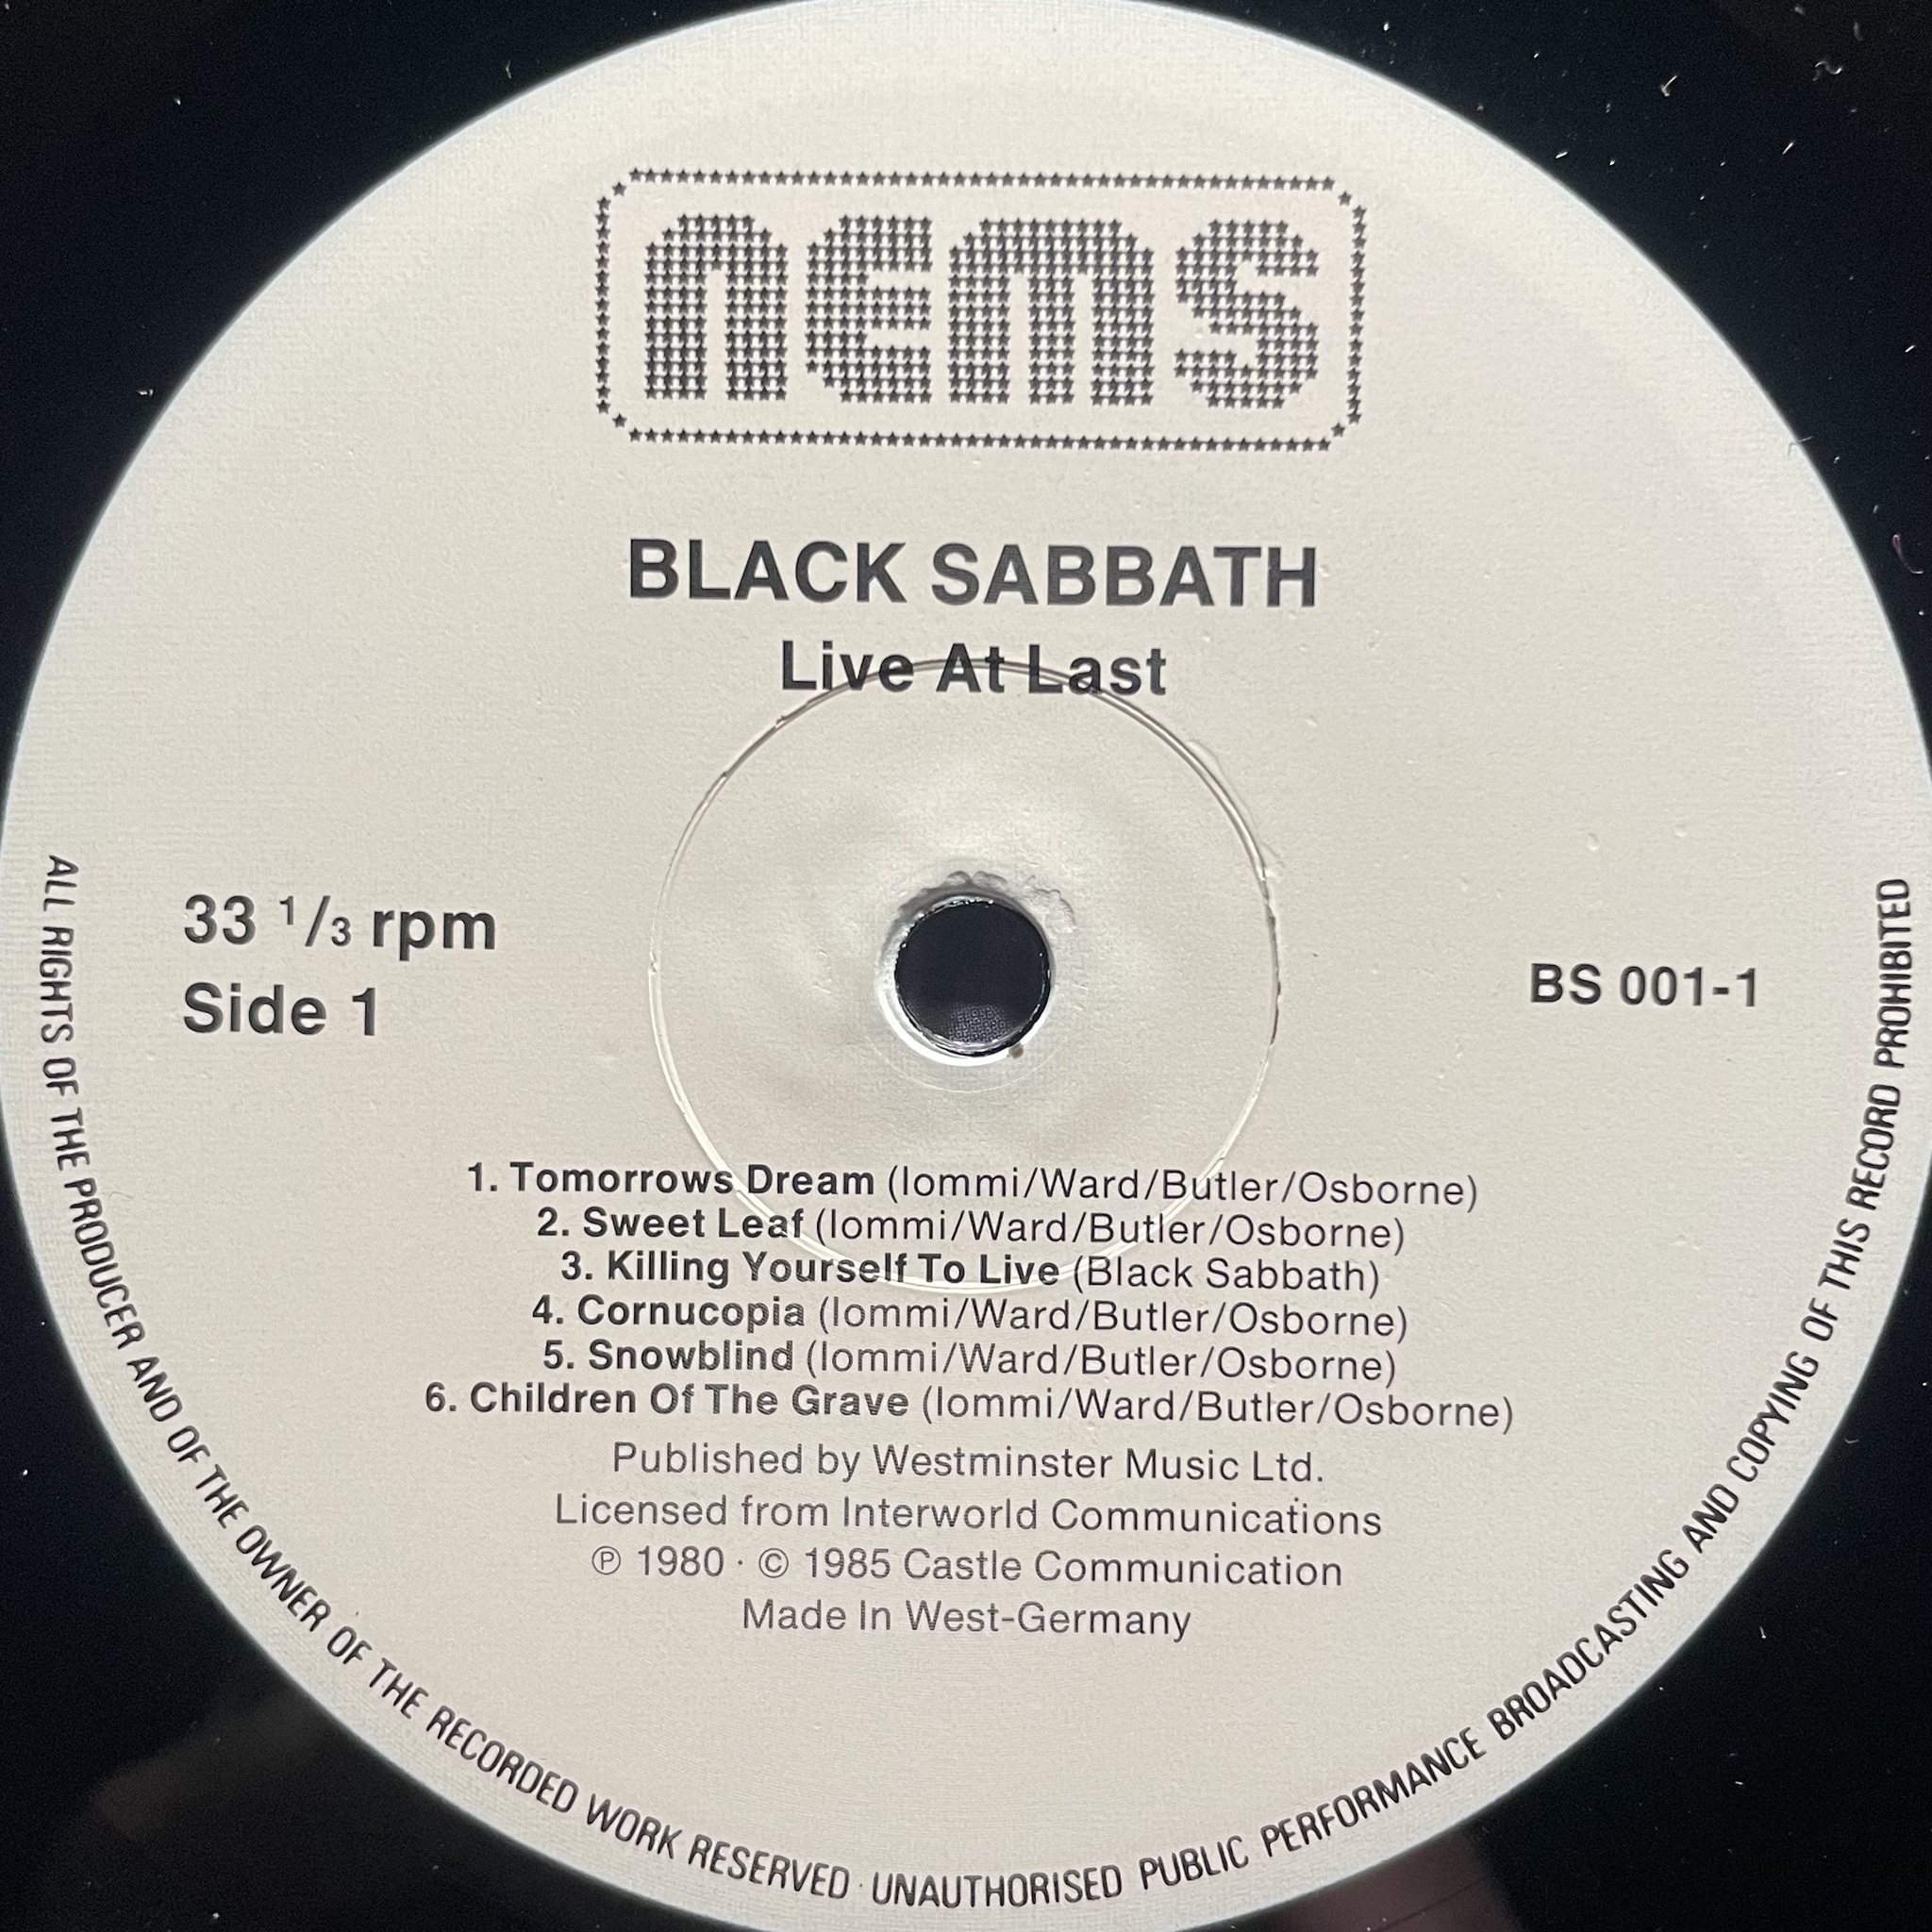 nems
BLACK SABBATH
Live At Last
33 1/3 rpm
Side 1
BS 001-1
1. Tomorrows Dream (Iommi/Ward/Butler/Osborne)
2. Sweet Leaf (Iommi/Ward/Butler/Osborne)
3. Killing Yourself To Live (Black Sabbath)
4. Cornucopia (Iommi/Ward/Butler/Osborne)
5. Snowblind (Iommi/Ward/Butler/Osborne)
6. Children Of The Grave (Iommi/Ward/Butler/Osborne)
Published by Westminster Music Ltd.
Licensed from Interworld Communications
℗ 1980 · © 1985 Castle Communication
Made In West-Germany
ALL RIGHTS OF THE PRODUCER AND OF THE OWNER OF THE RECORDED WORK RESERVED · UNAUTHORISED PUBLIC PERFORMANCE BROADCASTING AND COPYING OF THIS RECORD PROHIBITED